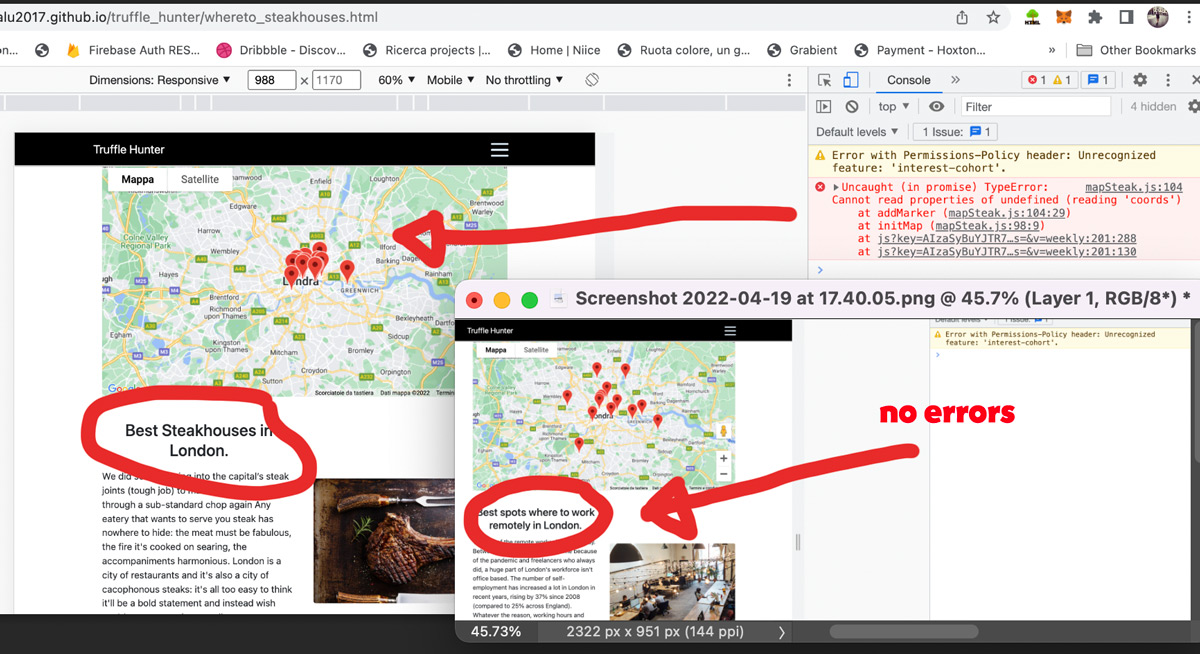 alu2017.github.io/truffle_hunter/whereto_steakhouses.html
Firebase Auth RES... Dribbble - Discov... Ricerca projects |... Home | Niice Ruota colore, un g... Grabient Payment - Hoxton... » Other Bookmarks
Dimensions: Responsive ▼ 988 × 1170 60% ▼ Mobile ▼ No throttling ▼
Console » 1 1 1
top ▼ Filter 4 hidden
Default levels ▼ 1 Issue: 1
Error with Permissions-Policy header: Unrecognized
feature: 'interest-cohort'.
Uncaught (in promise) TypeError: mapSteak.js:104
Cannot read properties of undefined (reading 'coords')
at addMarker (mapSteak.js:104:29)
at initMap (mapSteak.js:98:9)
at js?key=AIzaSyBuYJTR7…s=&v=weekly:201:288
at js?key=AIzaSyBuYJTR7…s=&v=weekly:201:130
Truffle Hunter
Mappa Satellite
Enfield
Loughton
Brentwood
Edgware
Warley
Colne Valley
Regional Park
Harrow
Wembley
Ilford
Romford
Hayes
Londra
Rainham
GREENWICH
Brentford
Richmond
upon Thames
Bexleyheath
Dartford
Egham
Kingston
upon Thames
Mitcham
Bromley
Croydon
Orpington
Sutton
Scorciatoie da tastiera Dati mappa ©2022 Termini
Best Steakhouses in
London.
We did
into the capital's steak
joints (tough job) to
through a sub-standard chop again Any
eatery that wants to serve you steak has
nowhere to hide: the meat must be fabulous,
the fire it's cooked on searing, the
accompaniments harmonious. London is a
city of restaurants and it's also a city of
cacophonous steaks: it's all too easy to think
it'll be a bold statement and instead wish
Screenshot 2022-04-19 at 17.40.05.png @ 45.7% (Layer 1, RGB/8*) *
Truffle Hunter
Mappa Satellite
Best spots where to work
remotely in London.
of the pandemic and freelancers who always
did, a huge part of London's workforce isn't
office based. The number of self-
employment has increased a lot in London in
recent years, rising by 37% since 2008
(compared to 25% across England).
Whatever the reason, working hours and
Default levels 1 Issue: 1
Error with Permissions-Policy header: Unrecognized
feature: 'interest-cohort'.
no errors
45.73% 2322 px x 951 px (144 ppi)